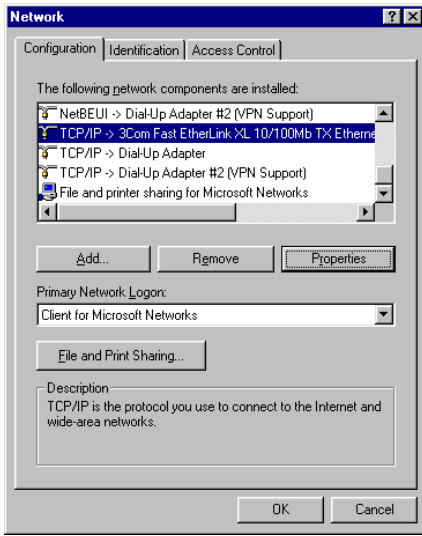 Network
Configuration Identification Access Control
The following network components are installed:
NetBEUI -> Dial-Up Adapter #2 (VPN Support)
TCP/IP -> 3Com Fast EtherLink XL 10/100Mb TX Etherne
TCP/IP -> Dial-Up Adapter
TCP/IP -> Dial-Up Adapter #2 (VPN Support)
File and printer sharing for Microsoft Networks
Add... Remove Properties
Primary Network Logon:
Client for Microsoft Networks
File and Print Sharing...
Description
TCP/IP is the protocol you use to connect to the Internet and
wide-area networks.
OK Cancel